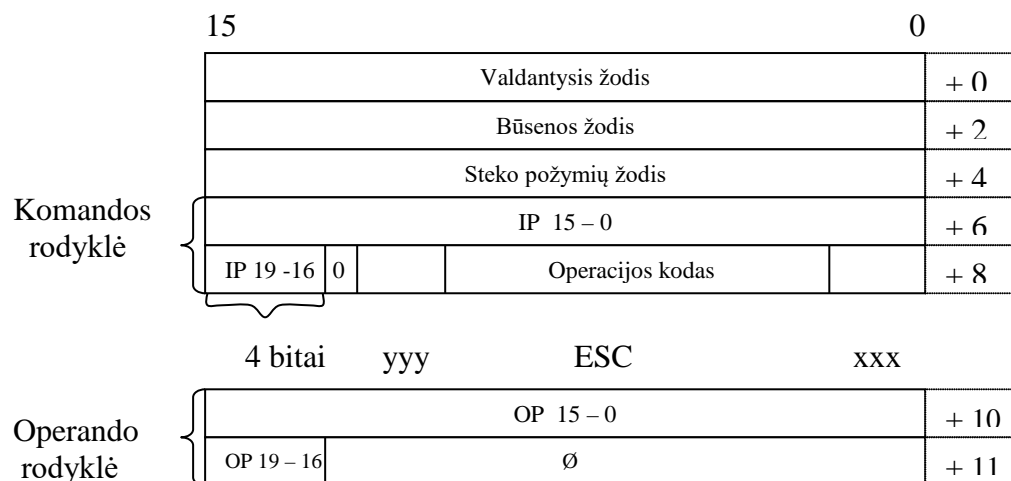 15 0
Valdantysis žodis + 0
Būsenos žodis + 2
Steko požymių žodis + 4
Komandos
rodyklė
IP 15 – 0 + 6
IP 19 -16 0 Operacijos kodas + 8
4 bitai yyy ESC xxx
Operando
rodyklė
OP 15 – 0 + 10
OP 19 – 16 Ø + 11